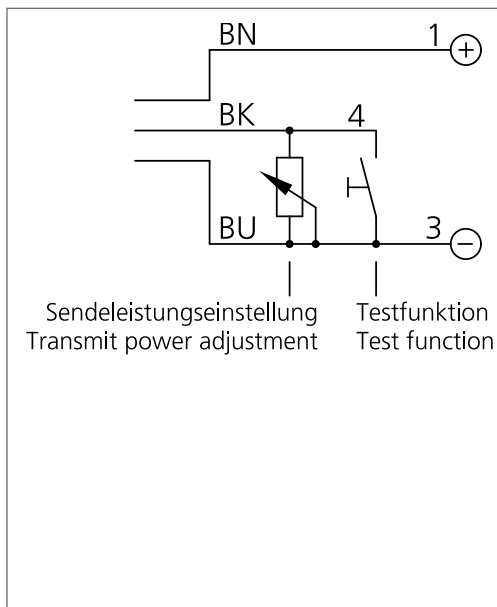 BN 1 +
BK 4
BU 3 −
Sendeleistungseinstellung Testfunktion
Transmit power adjustment Test function